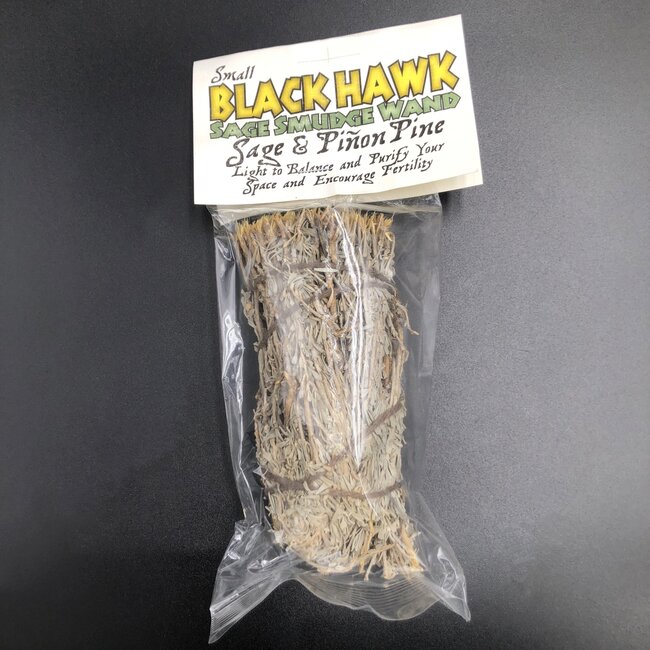 Small
BLACK HAWK
SAGE SMUDGE WAND
Sage & Piñon Pine
Light to Balance and Purify Your
Space and Encourage Fertility